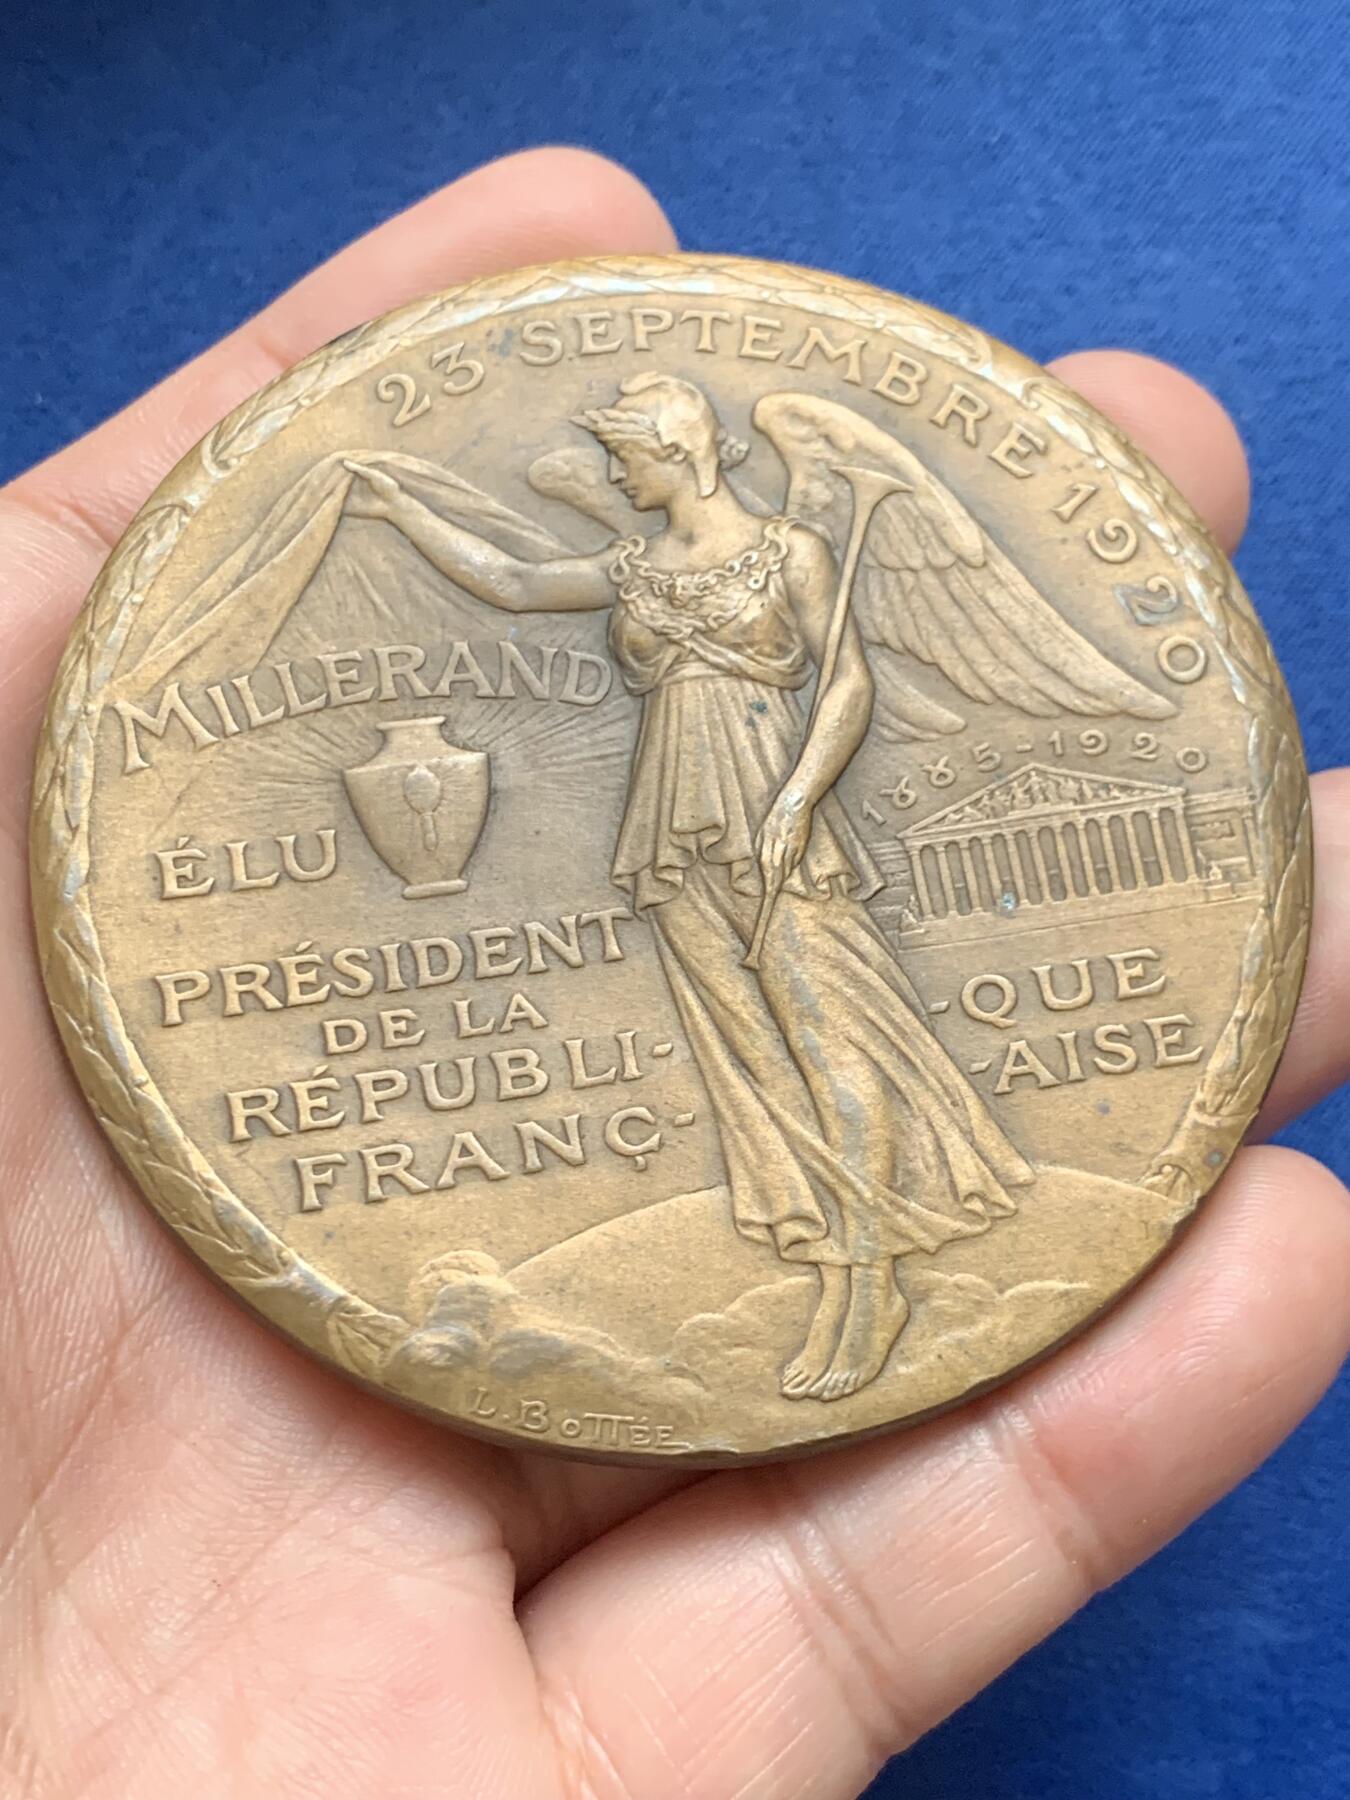 23 SEPTEMBRE 1920
MILLERAND
ÉLU
1885-1920
PRÉSIDENT
DE LA
RÉPUBLI- -QUE
FRANÇ- -AISE
L. BOTTÉE